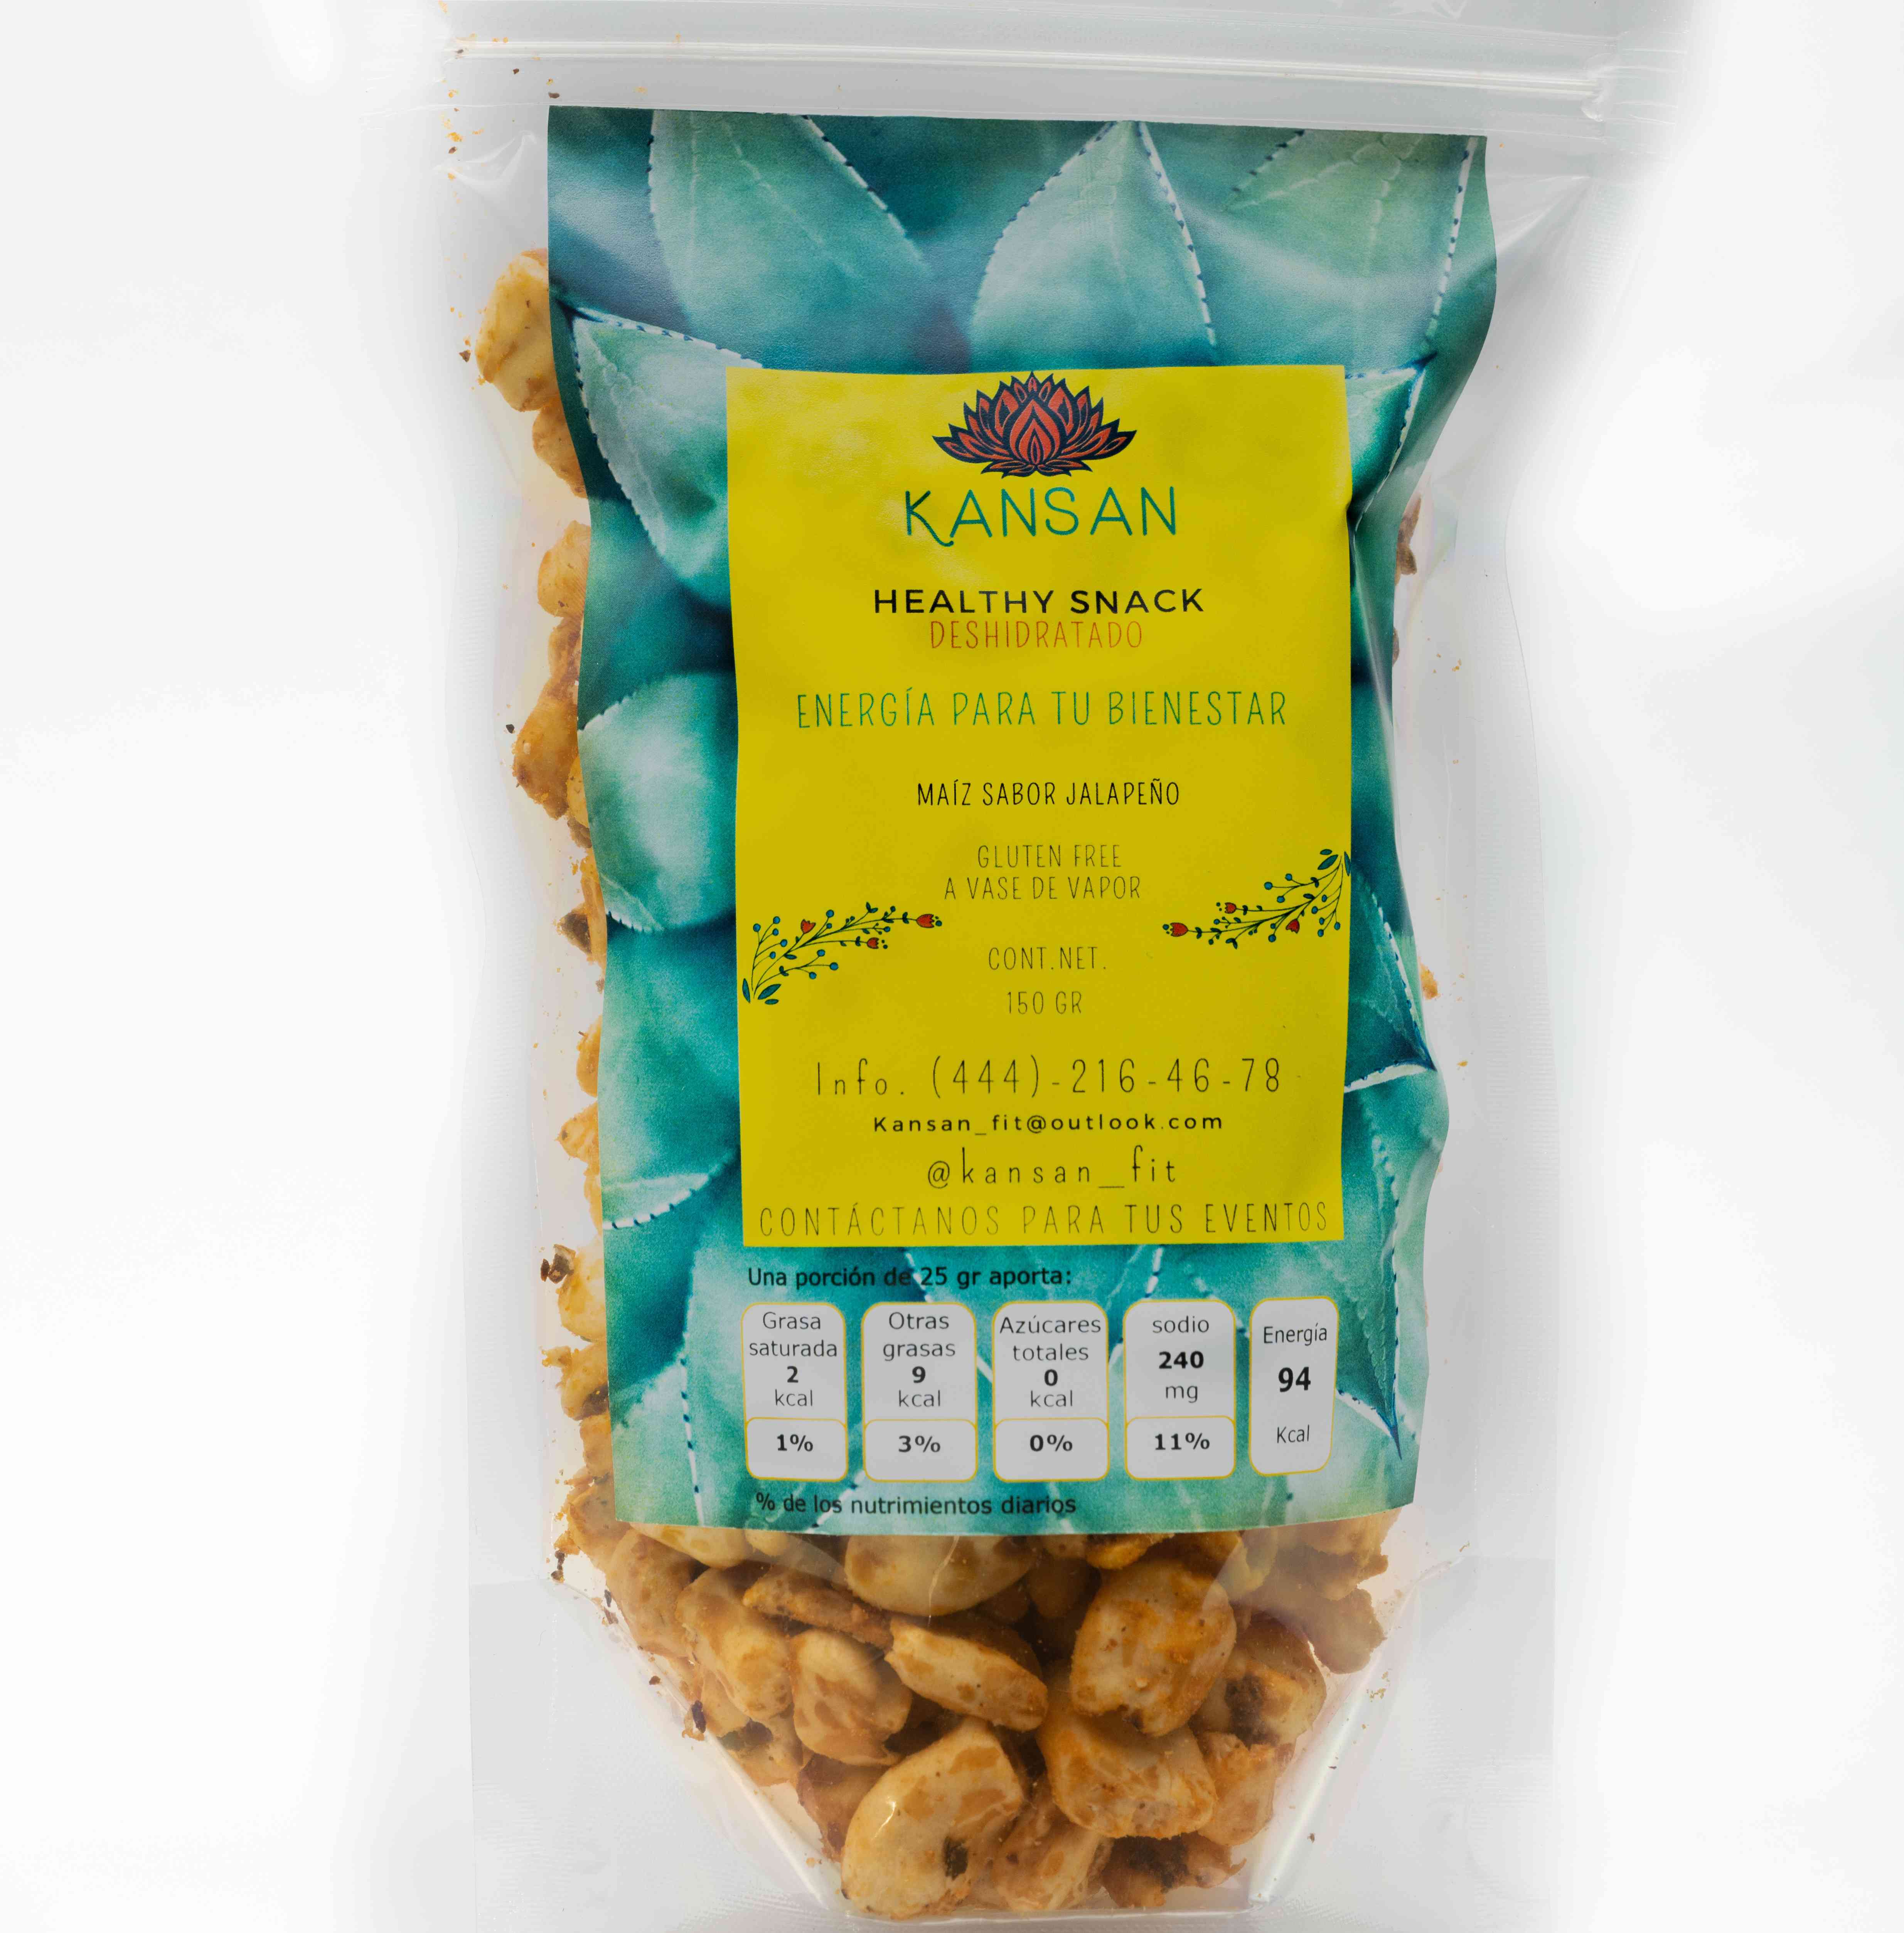 KANSAN
HEALTHY SNACK
DESHIDRATADO
ENERGÍA PARA TU BIENESTAR
MAÍZ SABOR JALAPEÑO
GLUTEN FREE
A VASE DE VAPOR
CONT.NET.
150 GR
Info. (444)-216-46-78
Kansan_fit@outlook.com
@kansan_fit
CONTÁCTANOS PARA TUS EVENTOS
Una porción de 25 gr aporta:
Grasa
saturada
2
kcal
1%
Otras
grasas
9
kcal
3%
Azúcares
totales
0
kcal
0%
sodio
240
mg
11%
Energía
94
Kcal
% de los nutrimientos diarios